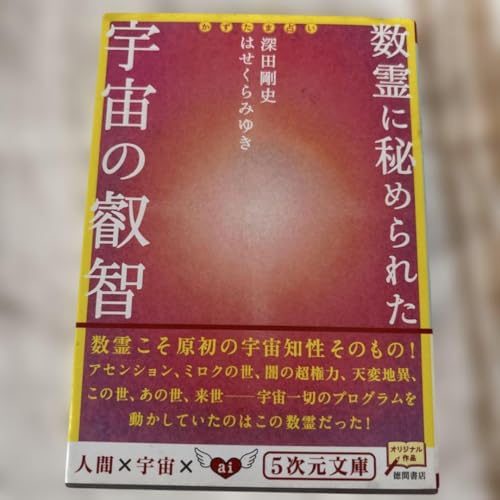 かずたま占い
数霊に秘められた
宇宙の叡智
深田剛史
はせくらみゆき
数霊こそ原初の宇宙知性そのもの!
アセンション、ミロクの世、闇の超権力、天変地異、
この世、あの世、来世──宇宙一切のプログラムを
動かしていたのはこの数霊だった!
人間×宇宙×ai
5次元文庫
オリジナル
作品
徳間書店